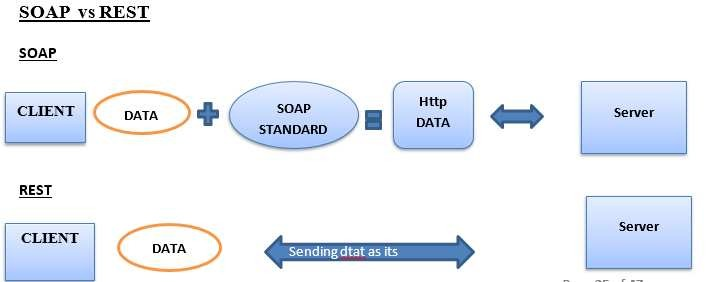 SOAP vs REST
SOAP
CLIENT
DATA
SOAP
STANDARD
Http
DATA
Server
REST
CLIENT
DATA
Sending dtat as its
Server